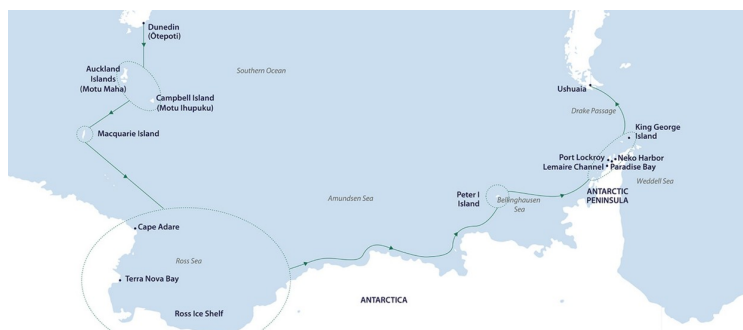 Dunedin
(Ōtepoti)
Auckland
Islands
(Motu Maha)
Campbell Island
(Motu Ihupuku)
Southern Ocean
Macquarie Island
Ushuaia
Drake Passage
King George
Island
Port Lockroy
Neko Harbor
Lemaire Channel
Paradise Bay
Weddell Sea
ANTARCTIC
PENINSULA
Peter I
Island
Bellinghausen
Sea
Amundsen Sea
Cape Adare
Ross Sea
Terra Nova Bay
Ross Ice Shelf
ANTARCTICA